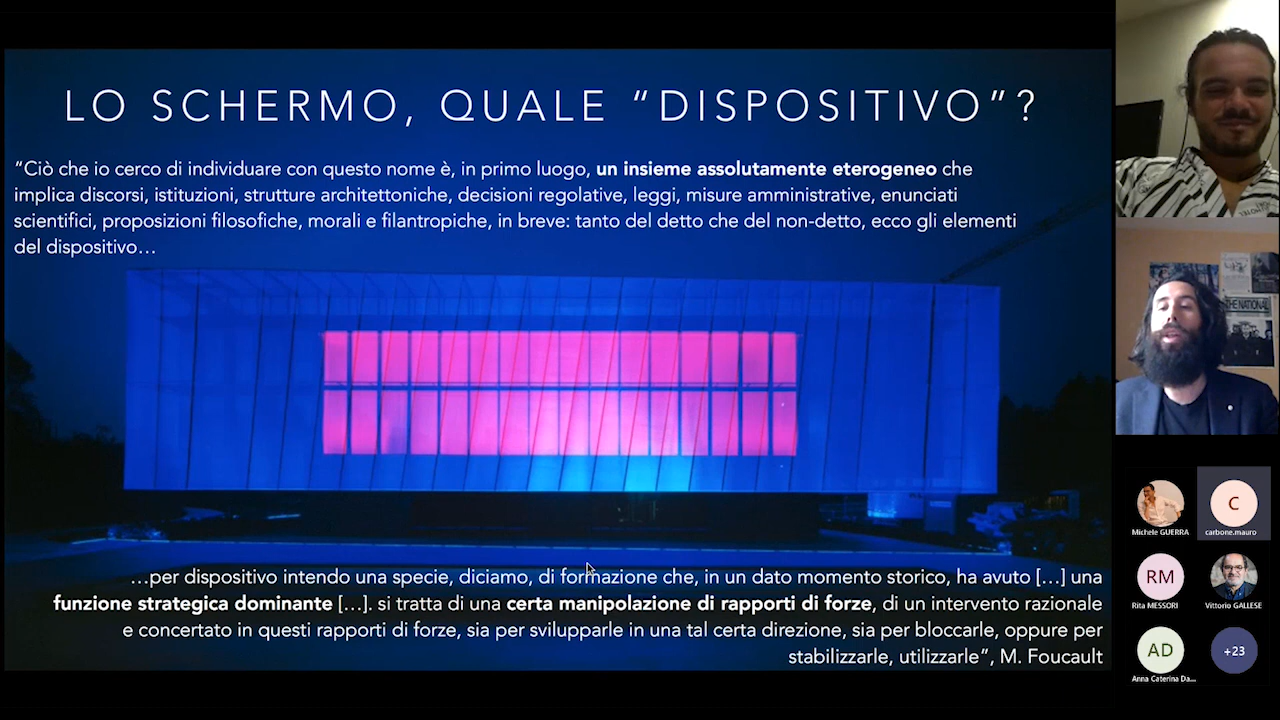 LO SCHERMO, QUALE “DISPOSITIVO”?
“Ciò che io cerco di individuare con questo nome è, in primo luogo, un insieme assolutamente eterogeneo che
implica discorsi, istituzioni, strutture architettoniche, decisioni regolative, leggi, misure amministrative, enunciati
scientifici, proposizioni filosofiche, morali e filantropiche, in breve: tanto del detto che del non-detto, ecco gli elementi
del dispositivo…
…per dispositivo intendo una specie, diciamo, di formazione che, in un dato momento storico, ha avuto […] una
funzione strategica dominante […]. si tratta di una certa manipolazione di rapporti di forze, di un intervento razionale
e concertato in questi rapporti di forze, sia per svilupparle in una tal certa direzione, sia per bloccarle, oppure per
stabilizzarle, utilizzarle”, M. Foucault
THE NATIONAL
Michele GUERRA
C
carbone.mauro
RM
Rita MESSORI
Vittorio GALLESE
AD
Anna Caterina Da...
+23